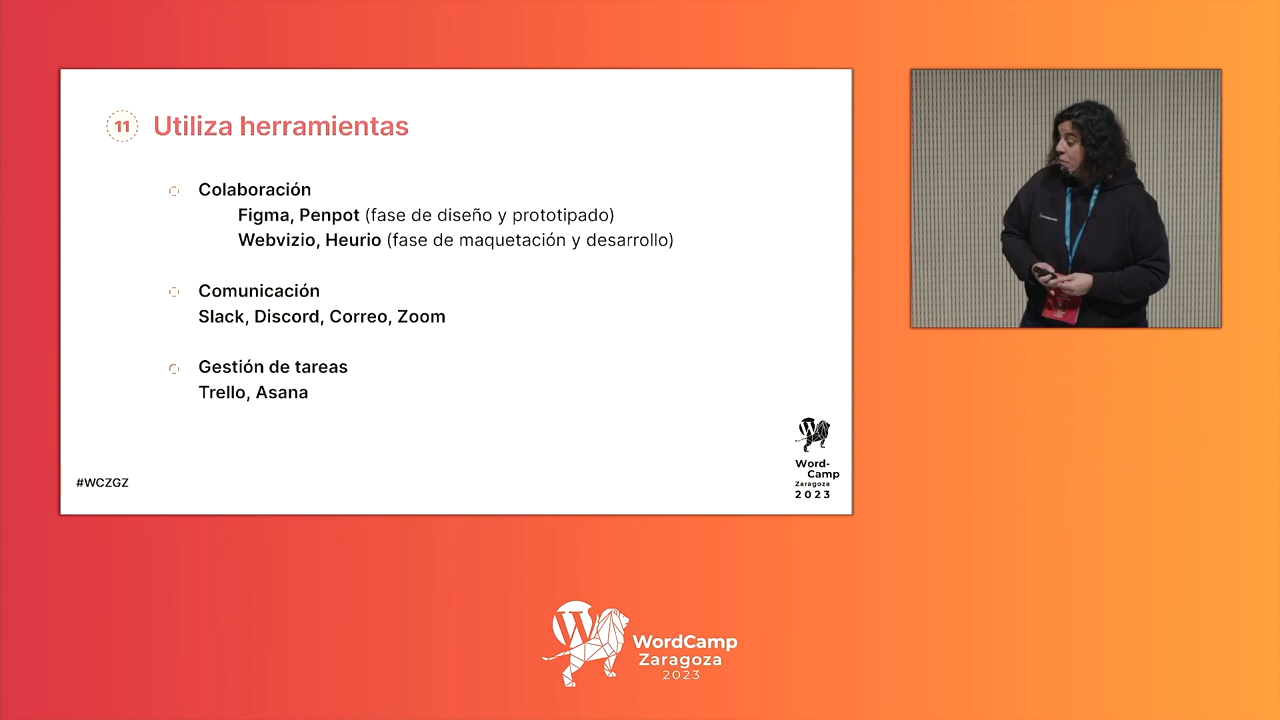 11 Utiliza herramientas
Colaboración
Figma, Penpot (fase de diseño y prototipado)
Webvizio, Heurio (fase de maquetación y desarrollo)
Comunicación
Slack, Discord, Correo, Zoom
Gestión de tareas
Trello, Asana
#WCZGZ
W
Word-
Camp
Zaragoza
2023
W
WordCamp
Zaragoza
2023